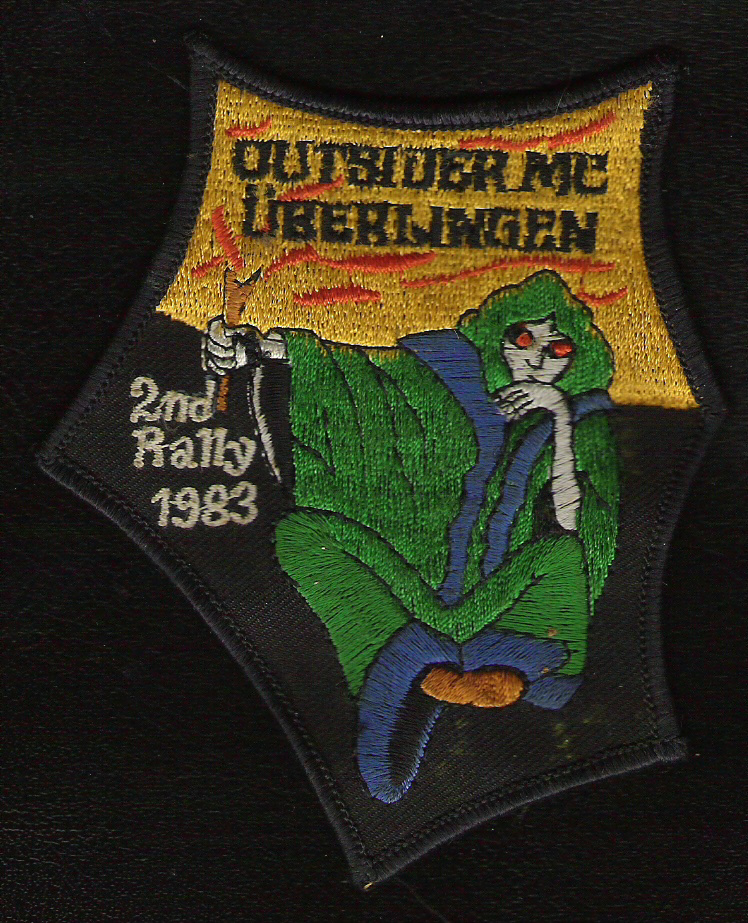 OUTSIDER MC
ÜBERLINGEN
2nd
Rally
1983